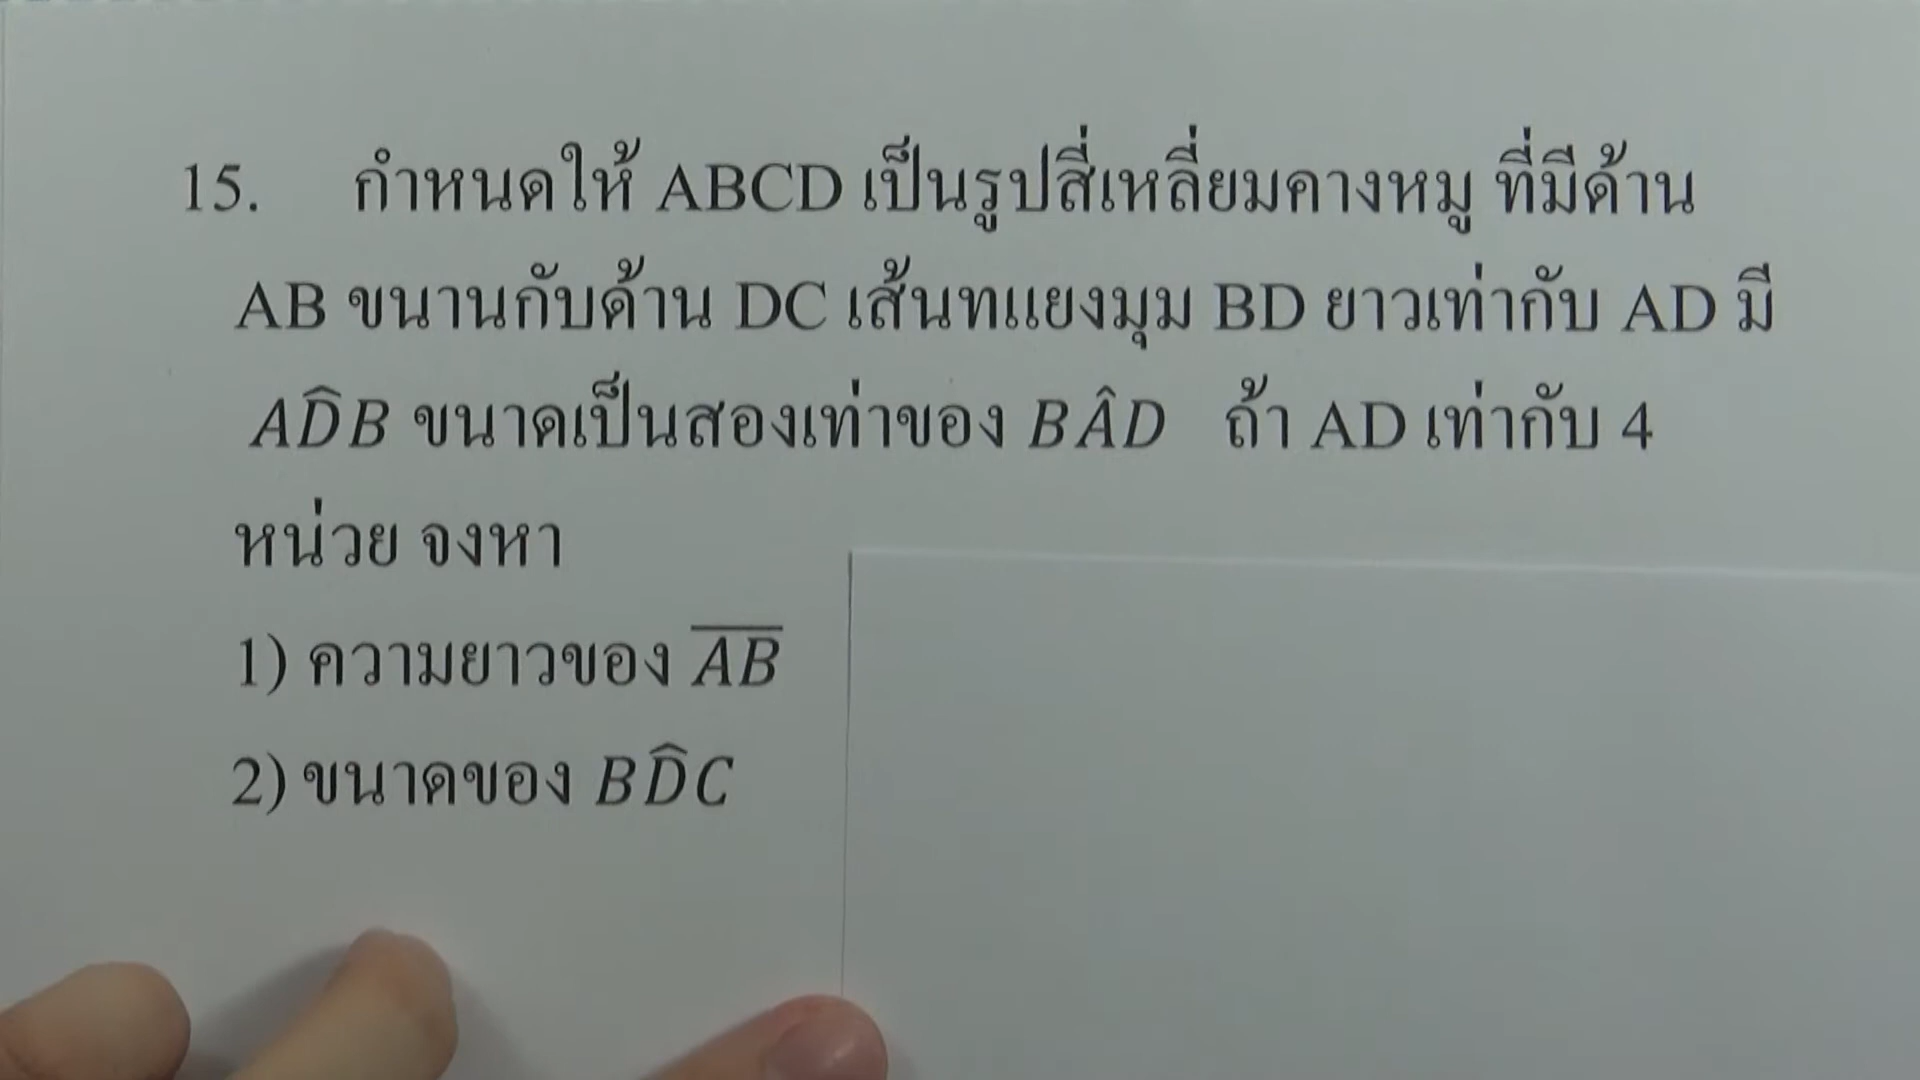 15. กำหนดให้ ABCD เป็นรูปสี่เหลี่ยมคางหมู ที่มีด้าน
AB ขนานกับด้าน DC เส้นทแยงมุม BD ยาวเท่ากับ AD มี
AD̂B ขนาดเป็นสองเท่าของ BÂD ถ้า AD เท่ากับ 4
หน่วย จงหา
1) ความยาวของ A̅B̅
2) ขนาดของ BD̂C